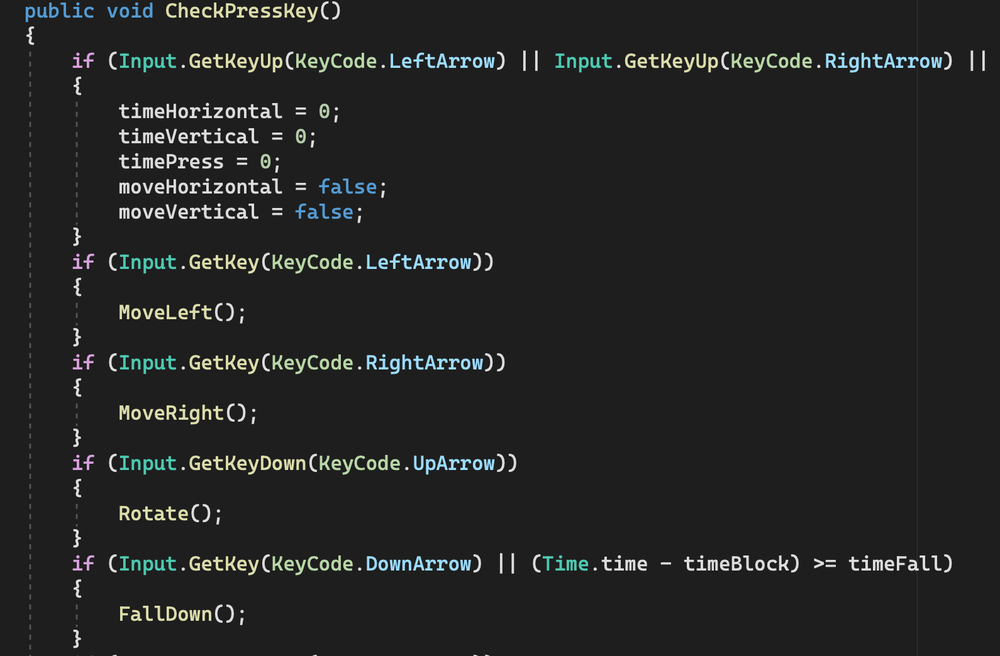 public void CheckPressKey()
{
if (Input.GetKeyUp(KeyCode.LeftArrow) || Input.GetKeyUp(KeyCode.RightArrow) ||
{
timeHorizontal = 0;
timeVertical = 0;
timePress = 0;
moveHorizontal = false;
moveVertical = false;
}
if (Input.GetKey(KeyCode.LeftArrow))
{
MoveLeft();
}
if (Input.GetKey(KeyCode.RightArrow))
{
MoveRight();
}
if (Input.GetKeyDown(KeyCode.UpArrow))
{
Rotate();
}
if (Input.GetKey(KeyCode.DownArrow) || (Time.time - timeBlock) >= timeFall)
{
FallDown();
}